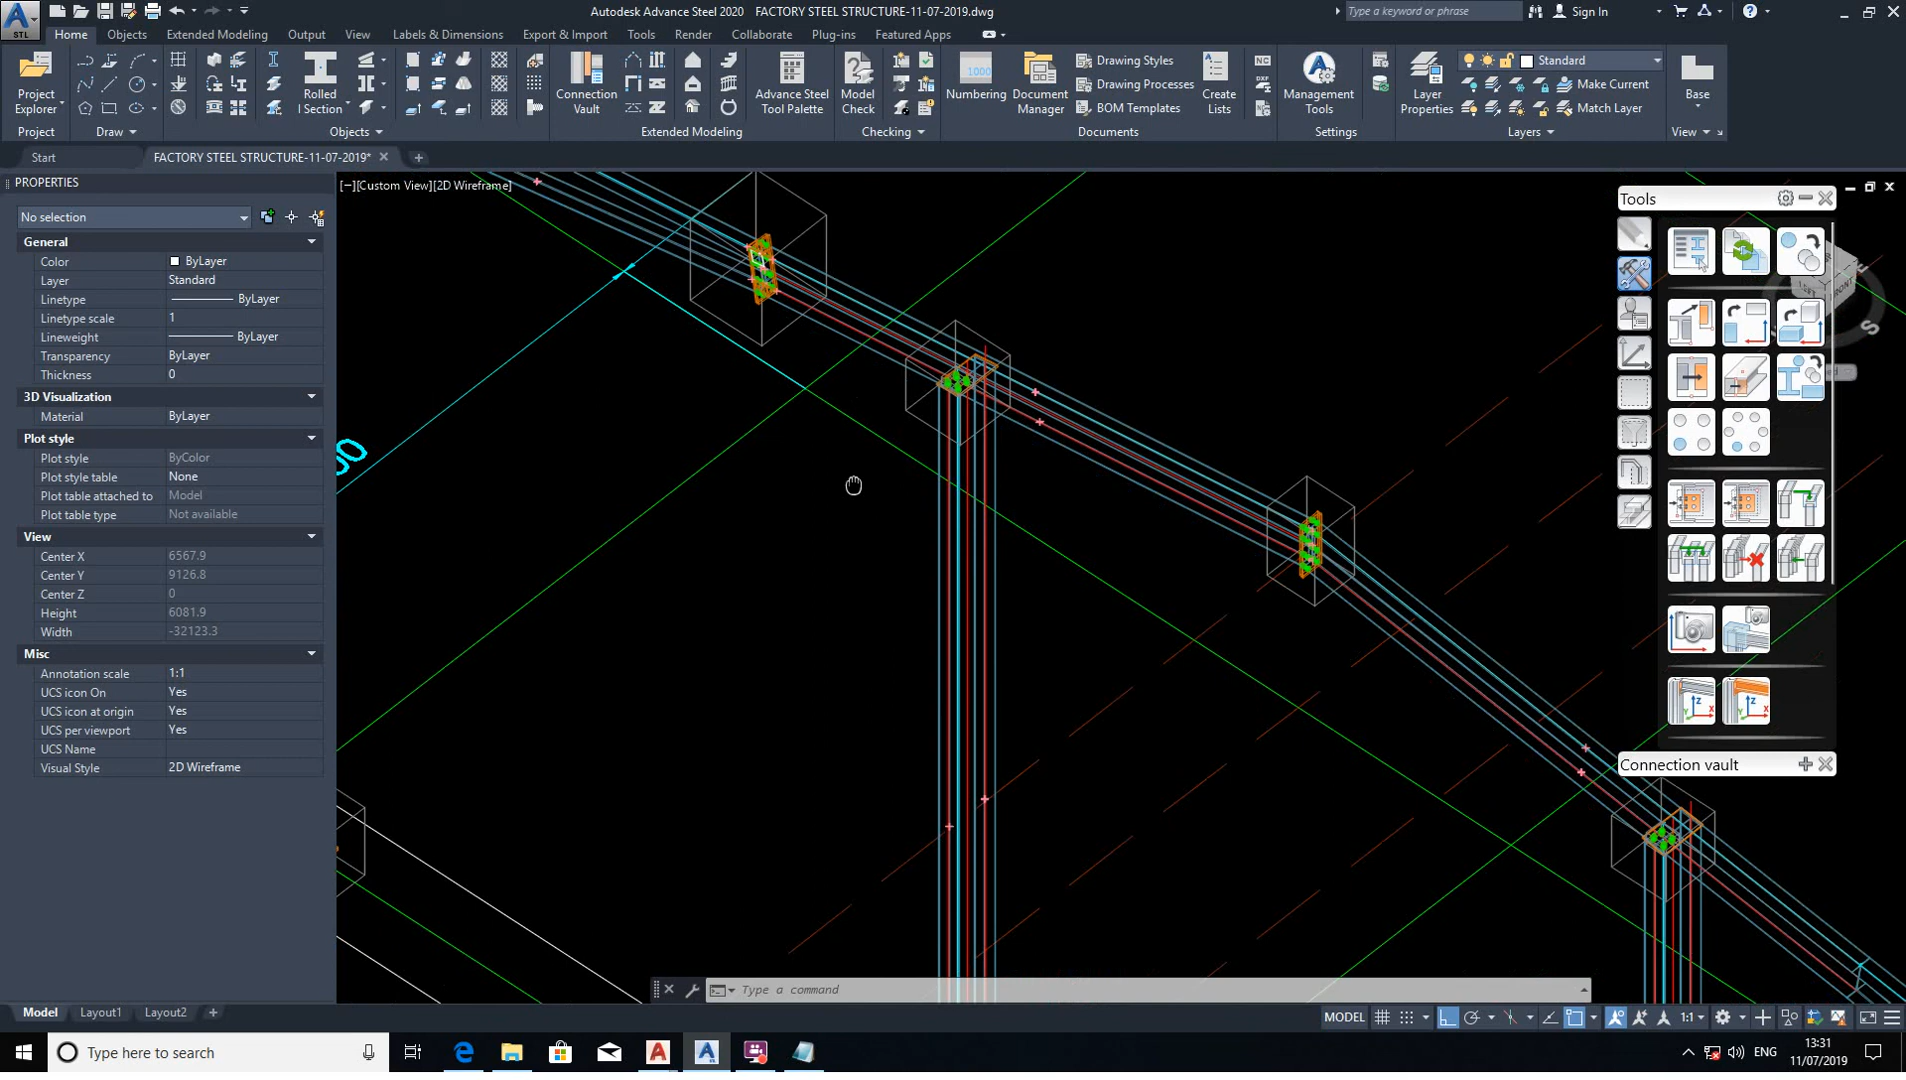 Autodesk Advance Steel 2020 FACTORY STEEL STRUCTURE-11-07-2019.dwg
Type a keyword or phrase
Sign In
STL
Home Objects Extended Modeling Output View Labels & Dimensions Export & Import Tools Render Collaborate Plug-ins Featured Apps
Project Explorer
Rolled I Section
Connection Vault
Advance Steel Tool Palette
Model Check
1000
Numbering
Document Manager
Drawing Styles
Drawing Processes
BOM Templates
Create Lists
NC
DXF
Management Tools
Layer Properties
Standard
Make Current
Match Layer
Base
Project Draw Objects Extended Modeling Checking Documents Settings Layers View
Start FACTORY STEEL STRUCTURE-11-07-2019*
PROPERTIES
No selection
General
Color ByLayer
Layer Standard
Linetype ByLayer
Linetype scale 1
Lineweight ByLayer
Transparency ByLayer
Thickness 0
3D Visualization
Material ByLayer
Plot style
Plot style ByColor
Plot style table None
Plot table attached to Model
Plot table type Not available
View
Center X 6567.9
Center Y 9126.8
Center Z 0
Height 6081.9
Width -32123.3
Misc
Annotation scale 1:1
UCS icon On Yes
UCS icon at origin Yes
UCS per viewport Yes
UCS Name
Visual Style 2D Wireframe
[−][Custom View][2D Wireframe]
Tools
FRONT
S
Connection vault
Type a command
Model Layout1 Layout2
MODEL
1:1
Type here to search
ENG
13:31
11/07/2019